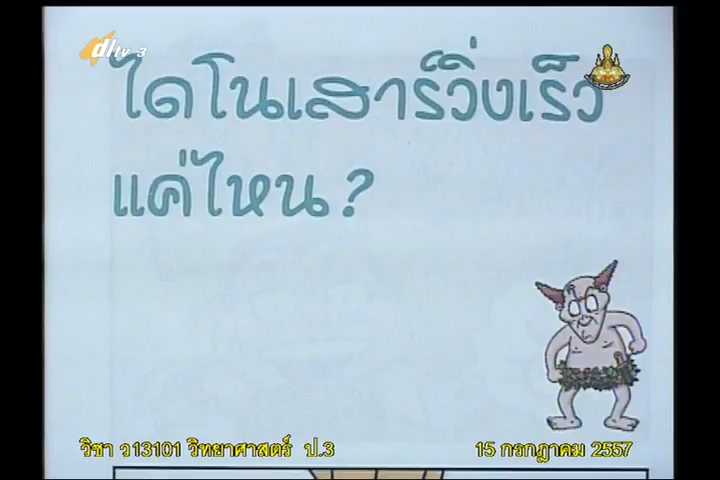 dltv 3
ไดโนเสาร์วิ่งเร็ว
แค่ไหน?
วิชา ว13101 วิทยาศาสตร์ ป.3
15 กรกฎาคม 2557